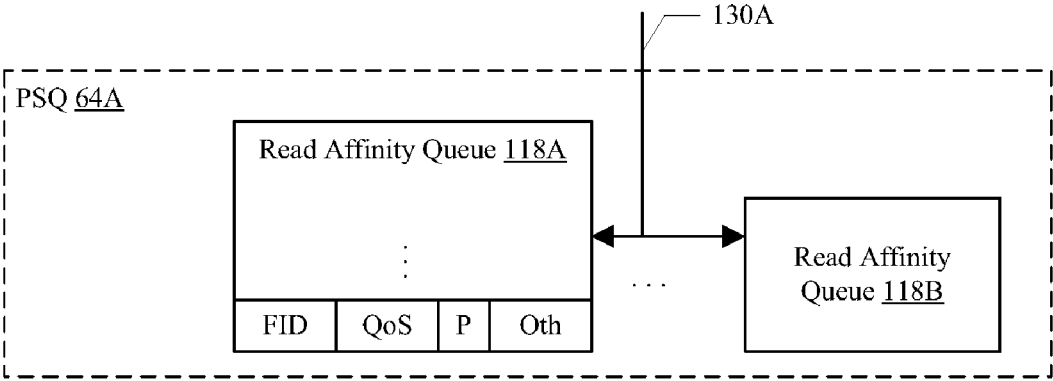 130A
PSQ 64A
Read Affinity Queue 118A
FID QoS P Oth
. . .
Read Affinity
Queue 118B